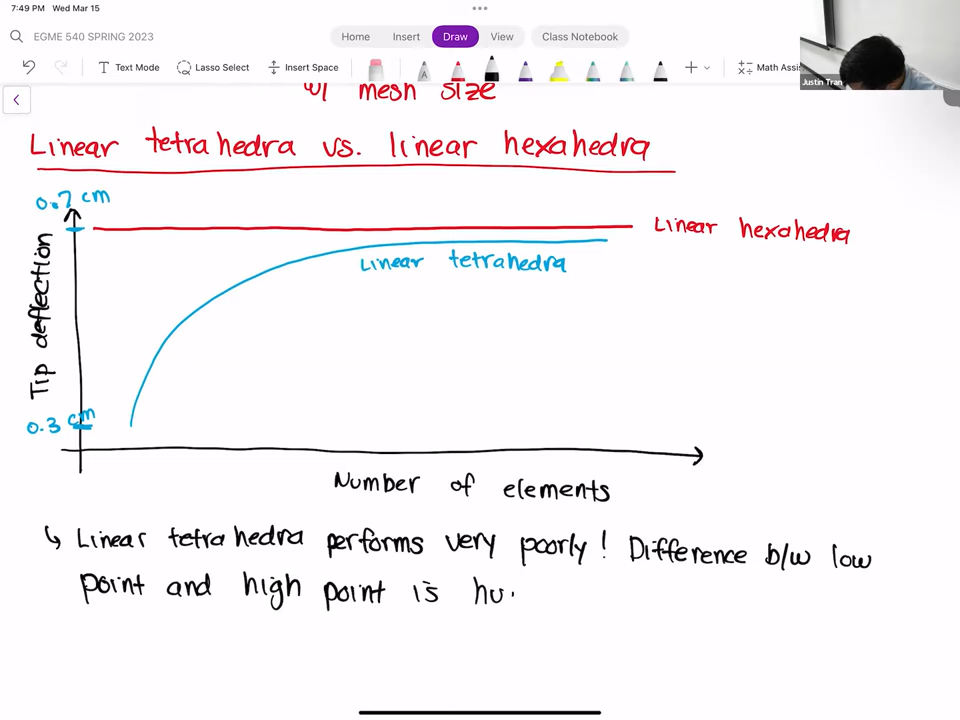 7:49 PM Wed Mar 15
EGME 540 SPRING 2023
Home Insert Draw View Class Notebook
Text Mode Lasso Select Insert Space Math Assis
Justin Tran
w/ mesh size
Linear tetrahedra vs. linear hexahedra
0.7 cm
Linear hexahedra
Linear tetrahedra
Tip deflection
0.3 cm
Number of elements
↳ Linear tetrahedra performs very poorly! Difference b/w low
point and high point is hu